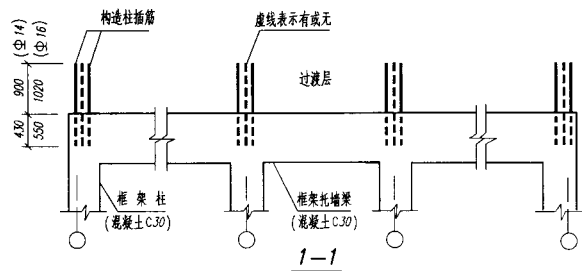 (Φ14)
(Φ16)
构造柱插筋
虚线表示有或无
过渡层
900
1020
430
550
框架柱
(混凝土C30)
框架托墙梁
(混凝土C30)
1—1